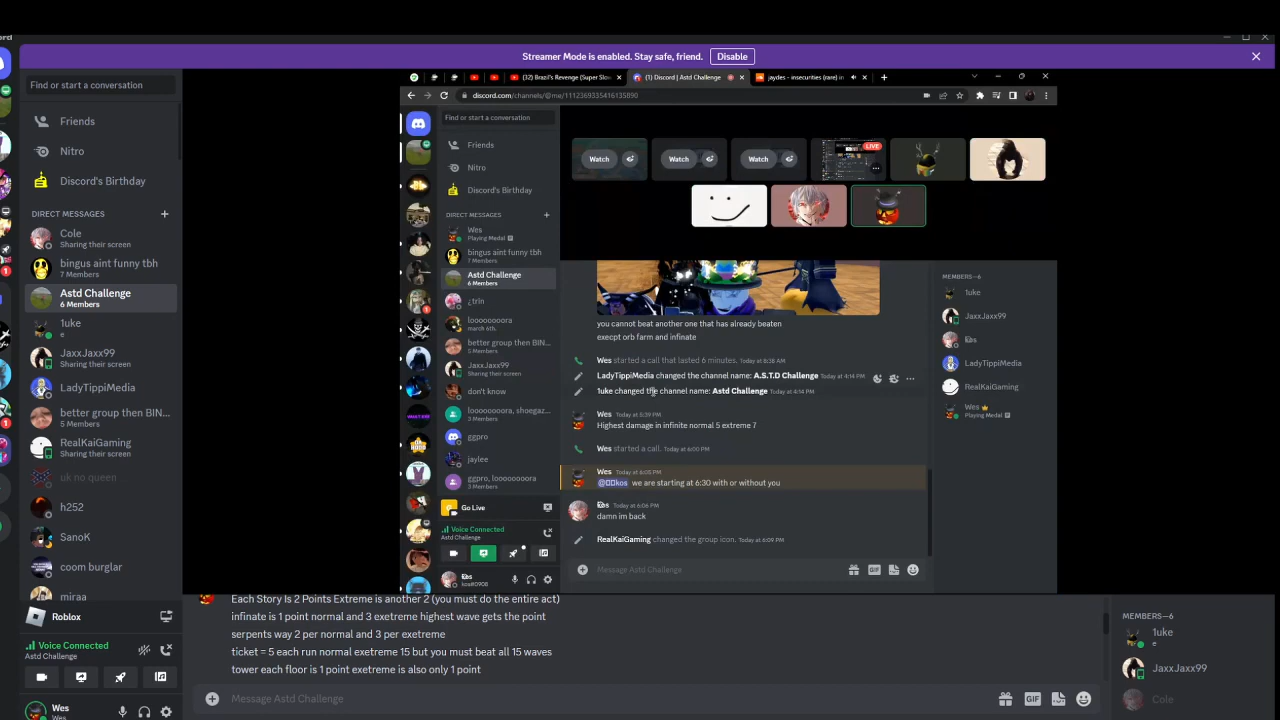 Streamer Mode is enabled. Stay safe, friend.
Disable
Find or start a conversation
Friends
Nitro
Discord's Birthday
DIRECT MESSAGES
Cole
Sharing their screen
bingus aint funny tbh
7 Members
Astd Challenge
6 Members
1uke
e
JaxxJaxx99
Sharing their screen
LadyTippiMedia
better group then BIN...
5 Members
RealKaiGaming
Sharing their screen
uk no queen
h252
SanoK
coom burglar
miraa
Roblox
Voice Connected
Astd Challenge
Wes
Wes
(32) Brazil's Revenge (Super Slow
(1) Discord | Astd Challenge
jaydes - insecurities (rare) in
discord.com/channels/@me/1112369335416135890
Find or start a conversation
Friends
Nitro
Discord's Birthday
DIRECT MESSAGES
Wes
Playing Medal
bingus aint funny tbh
7 Members
Astd Challenge
6 Members
¿trln
looooooora
march 6th.
better group then BIN...
5 Members
JaxxJaxx99
Sharing their screen
don't know
looooooora, shoegaz...
3 Members
ggpro
jaylee
ggpro, looooooora
3 Members
Go Live
Voice Connected
Astd Challenge
kos#0908
Watch
Watch
Watch
LIVE
you cannot beat another one that has already beaten
execpt orb farm and infinate
Wes started a call that lasted 6 minutes. Today at 8:38 AM
LadyTippiMedia changed the channel name: A.S.T.D Challenge Today at 4:14 PM
1uke changed the channel name: Astd Challenge Today at 4:14 PM
Wes Today at 5:39 PM
Highest damage in infinite normal 5 extreme 7
Wes started a call. Today at 6:00 PM
Wes Today at 6:05 PM
we are starting at 6:30 with or without you
Today at 6:06 PM
damn im back
RealKaiGaming changed the group icon. Today at 6:09 PM
Message Astd Challenge
GIF
MEMBERS—6
1uke
JaxxJaxx99
LadyTippiMedia
RealKaiGaming
Wes
Playing Medal
Each Story Is 2 Points Extreme is another 2 (you must do the entire act)
infinate is 1 point normal and 3 exetreme highest wave gets the point
serpents way 2 per normal and 3 per exetreme
ticket = 5 each run normal exetreme 15 but you must beat all 15 waves
tower each floor is 1 point exetreme is also only 1 point
Message Astd Challenge
GIF
MEMBERS—6
1uke
e
JaxxJaxx99
Cole